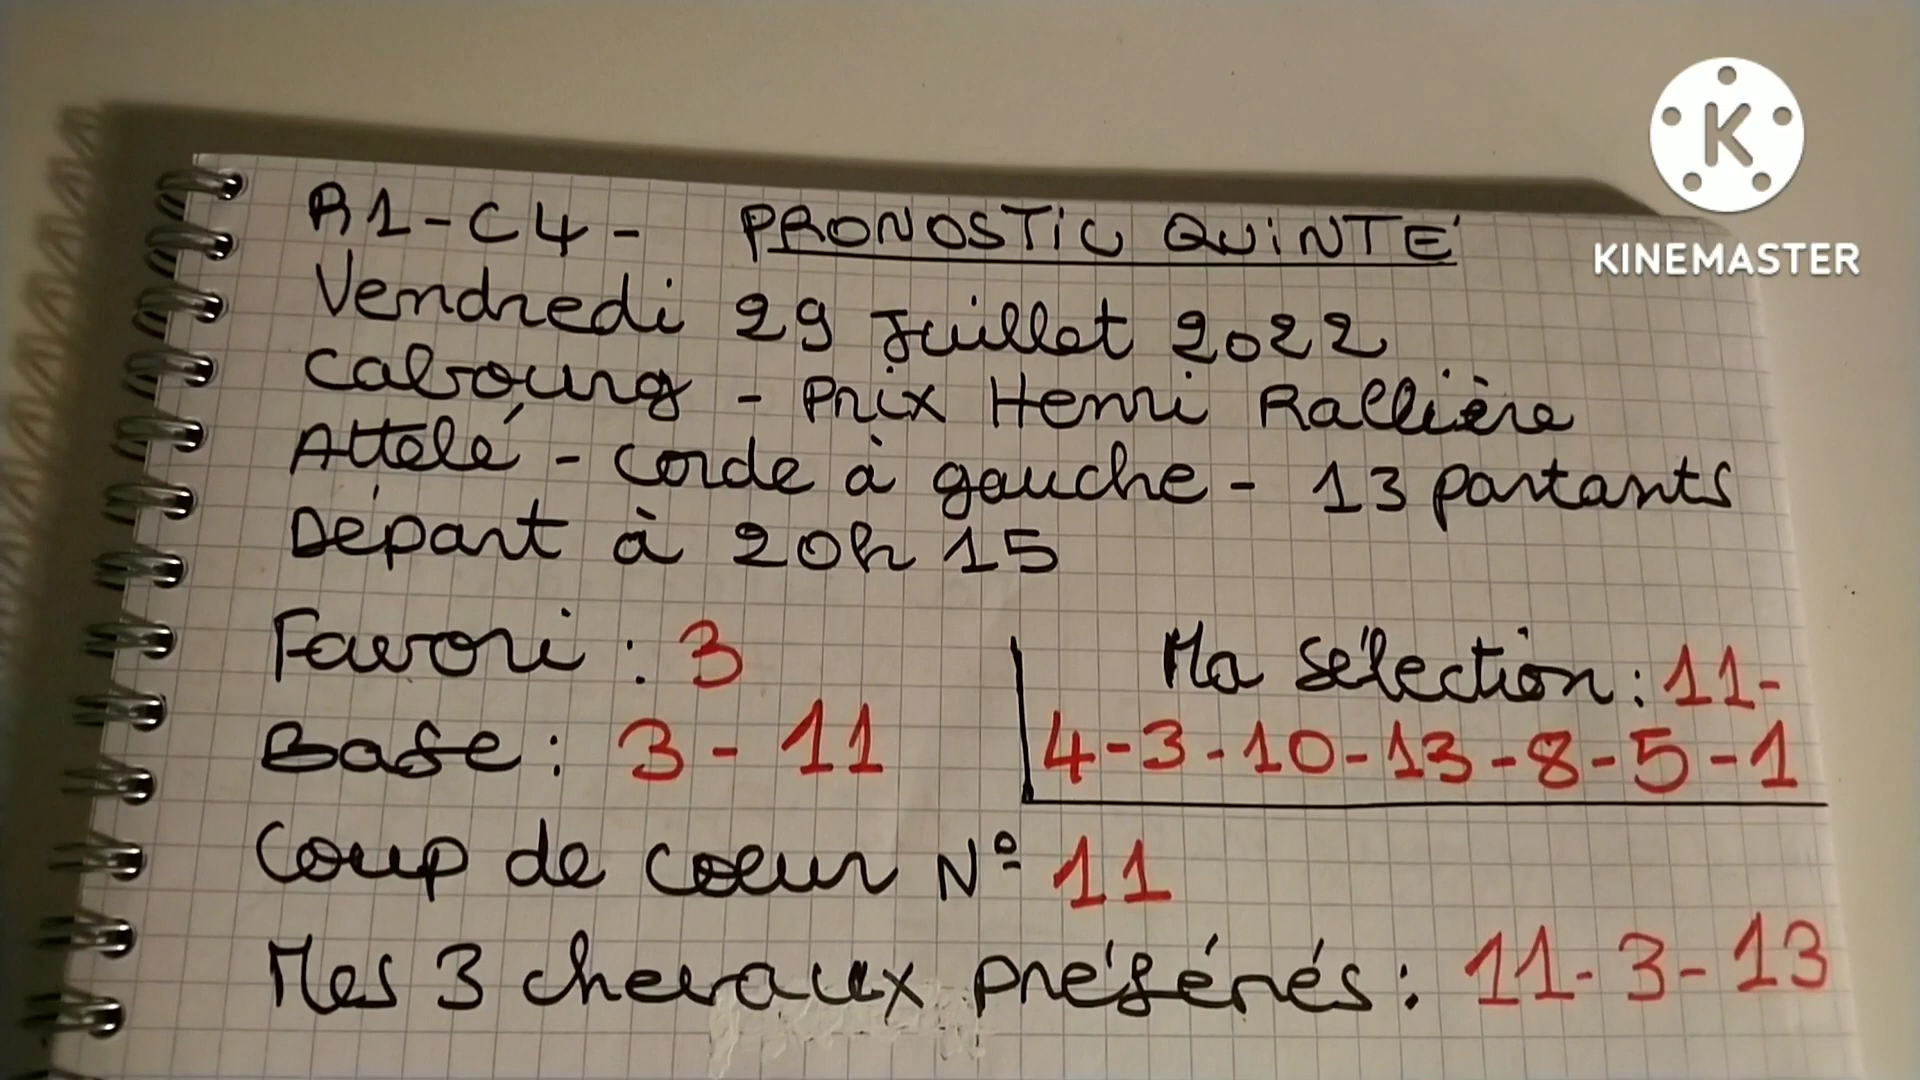 R1-C4- PRONOSTIC QUINTÉ
Vendredi 29 Juillet 2022
Cabourg - Prix Henri Rallière
Attelé - Corde à gauche - 13 partants
Départ à 20h15
Favori : 3
Base : 3 - 11
Ma sélection : 11-
4-3-10-13-8-5-1
Coup de coeur N° 11
Mes 3 chevaux préférés : 11-3-13
K
KINEMASTER